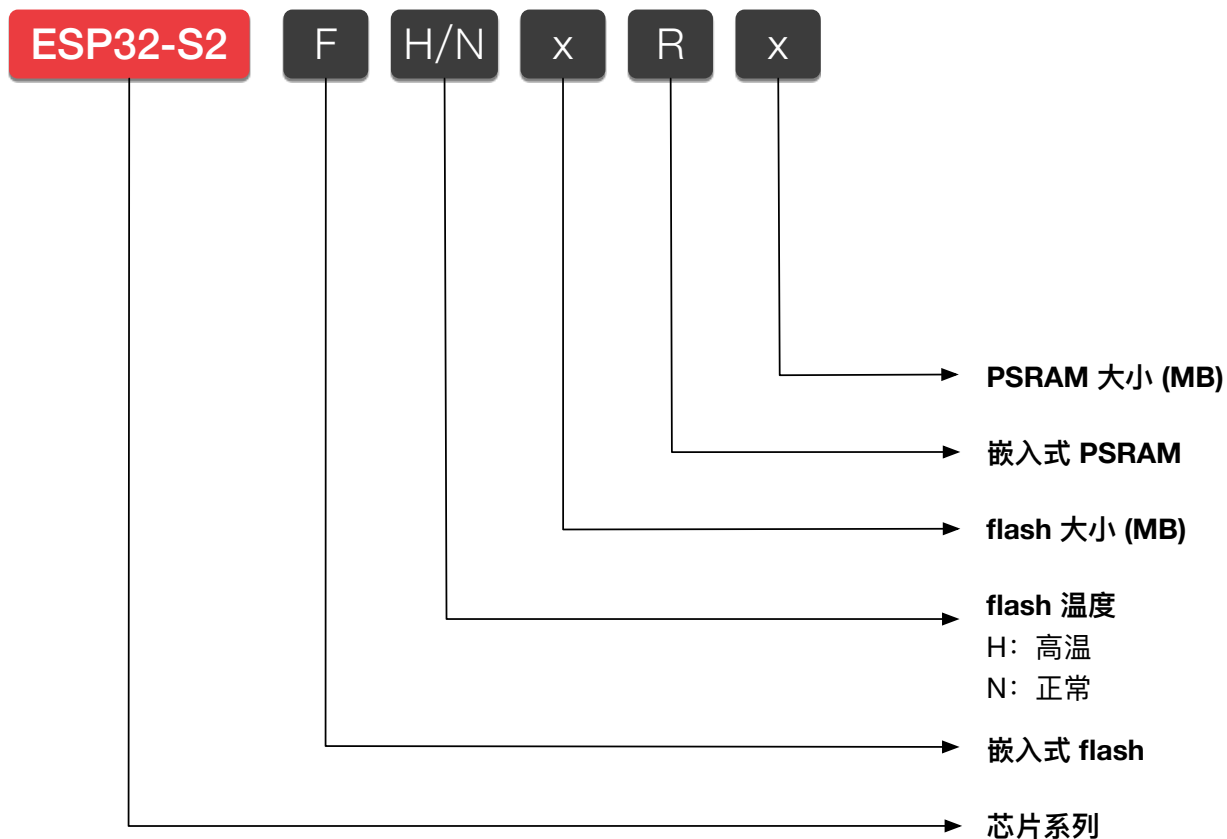 ESP32-S2 F H/N x R x
PSRAM 大小 (MB)
嵌入式 PSRAM
flash 大小 (MB)
flash 温度
H：高温
N：正常
嵌入式 flash
芯片系列